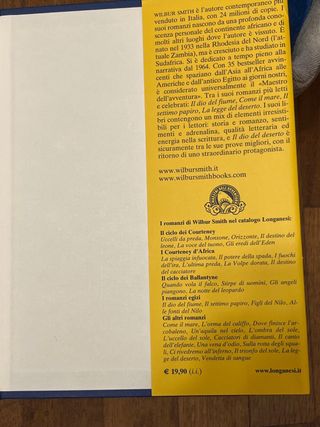 WILBUR SMITH è l'autore contemporaneo più
venduto in Italia, con 24 milioni di copie. I
suoi romanzi nascono da una profonda cono-
scenza personale del continente africano e di
molti altri luoghi dove l'autore è vissuto. È
nato nel 1933 nella Rhodesia del Nord (l'at-
tuale Zambia), ma è cresciuto e ha studiato in
Sudafrica. Si è dedicato a tempo pieno alla
narrativa dal 1964. Con 35 bestseller avvin-
centi che spaziano dall'Asia all'Africa alle
Americhe e dall'antico Egitto ai giorni nostri,
è considerato universalmente il «Maestro
dell'avventura». Tra i suoi romanzi più letti
e celebrati: Il dio del fiume, Come il mare, Il
settimo papiro, La legge del deserto. I suoi li-
bri contengono un mix di elementi irresisti-
bili per i lettori: storia e romanzo, senti-
menti e adrenalina, qualità letteraria ed
energia nella scrittura, e Il dio del deserto è
sicuramente tra le sue prove migliori, con il
ritorno di uno straordinario protagonista.
www.wilbursmith.it
www.wilbursmithbooks.com
I romanzi di Wilbur Smith nel catalogo Longanesi:
Il ciclo dei Courteney
Uccelli da preda, Monsone, Orizzonte, Il destino del
leone, La voce del tuono, Gli eredi dell'Eden
I Courteney d'Africa
La spiaggia infuocata, Il potere della spada, I fuochi
dell'ira, L'ultima preda, La Volpe dorata, Il destino
del cacciatore
Il ciclo dei Ballantyne
Quando vola il falco, Stirpe di uomini, Gli angeli
piangono, La notte del leopardo
I romanzi egizi
Il dio del fiume, Il settimo papiro, Figli del Nilo, Al-
le fonti del Nilo
Gli altri romanzi
Come il mare, L'orma del califfo, Dove finisce l'ar-
cobaleno, Un'aquila nel cielo, L'ombra del sole,
L'uccello del sole, Cacciatori di diamanti, Il canto
dell'elefante, Una vena d'odio, Sulla rotta degli squa-
li, Ci rivedremo all'inferno, Il trionfo del sole, La leg-
ge del deserto, Vendetta di sangue
€ 19,90 (i.i.) www.longanesi.it